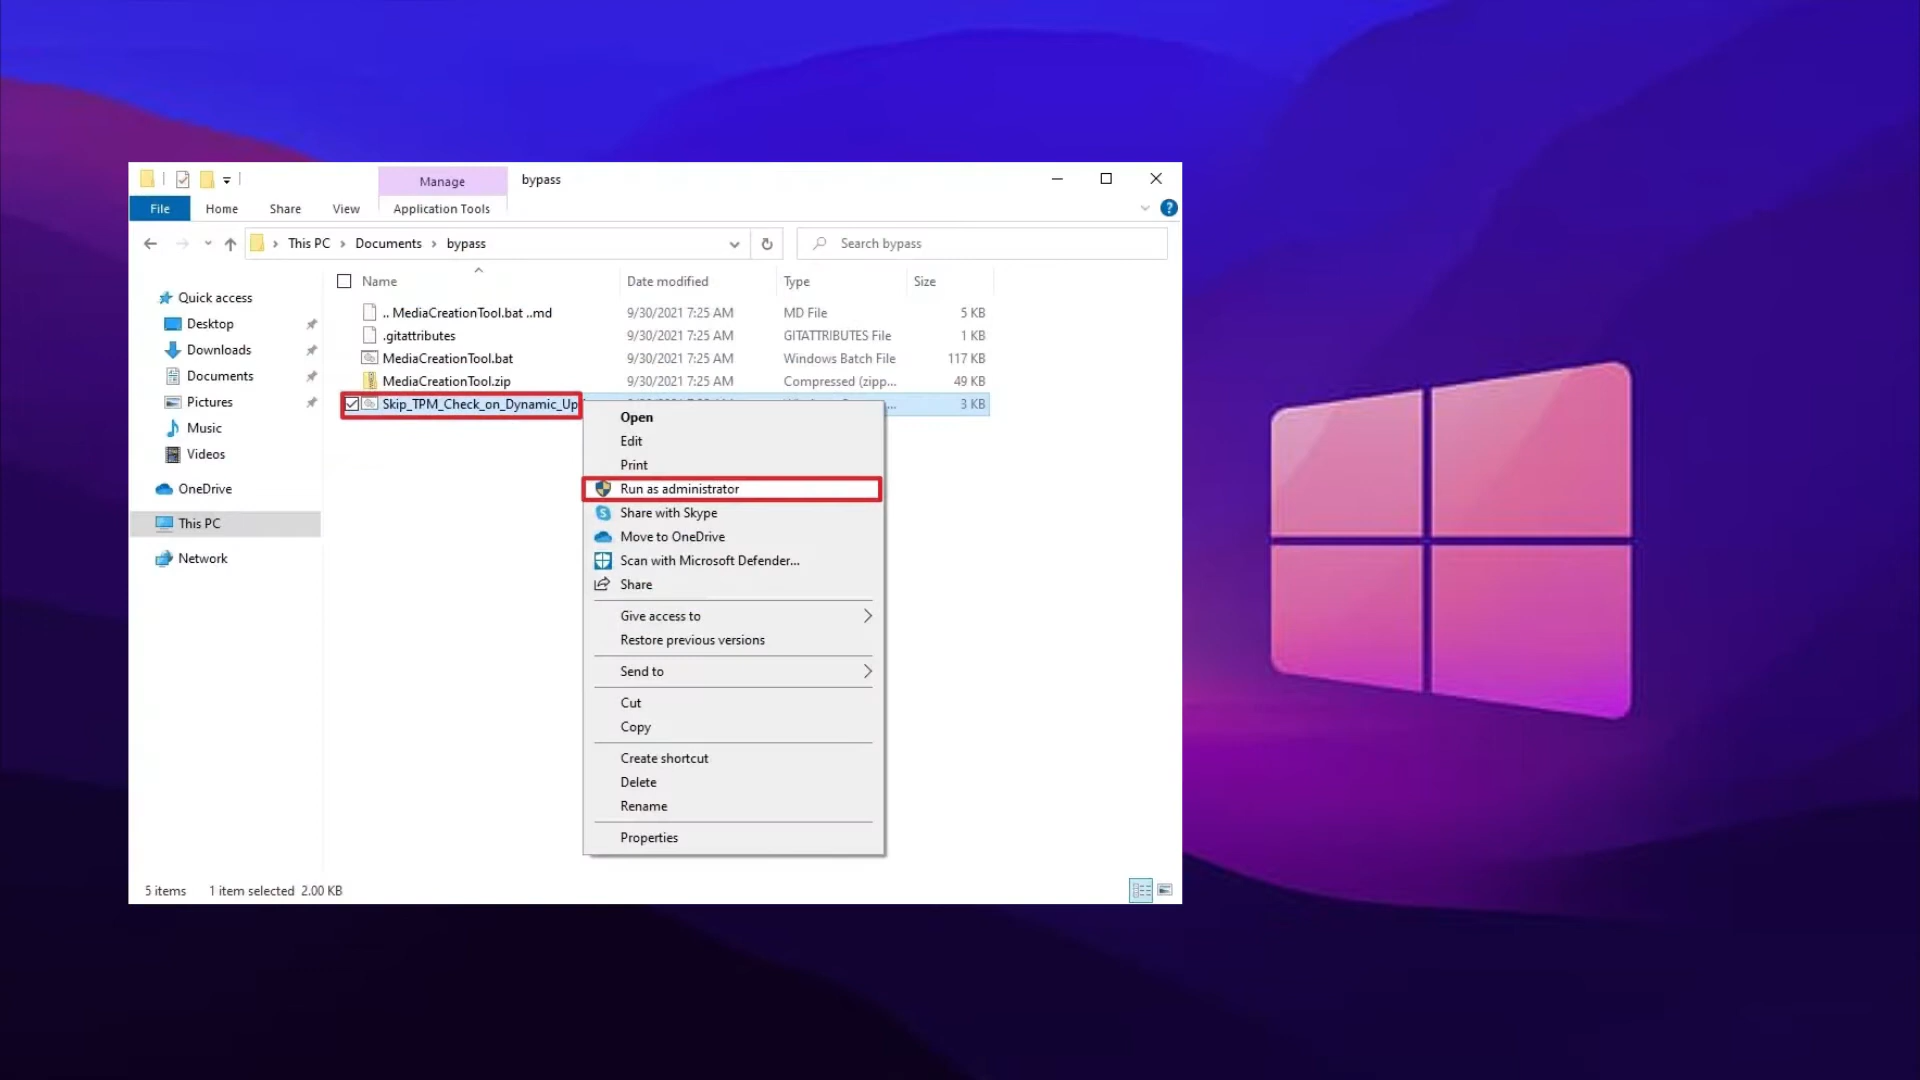 Manage
bypass
File
Home
Share
View
Application Tools
This PC > Documents > bypass
Search bypass
Name
Date modified
Type
Size
.. MediaCreationTool.bat ..md 9/30/2021 7:25 AM MD File 5 KB
.gitattributes 9/30/2021 7:25 AM GITATTRIBUTES File 1 KB
MediaCreationTool.bat 9/30/2021 7:25 AM Windows Batch File 117 KB
MediaCreationTool.zip 9/30/2021 7:25 AM Compressed (zipp... 49 KB
Skip_TPM_Check_on_Dynamic_Up 3 KB
Quick access
Desktop
Downloads
Documents
Pictures
Music
Videos
OneDrive
This PC
Network
Open
Edit
Print
Run as administrator
Share with Skype
Move to OneDrive
Scan with Microsoft Defender...
Share
Give access to
Restore previous versions
Send to
Cut
Copy
Create shortcut
Delete
Rename
Properties
5 items 1 item selected 2.00 KB